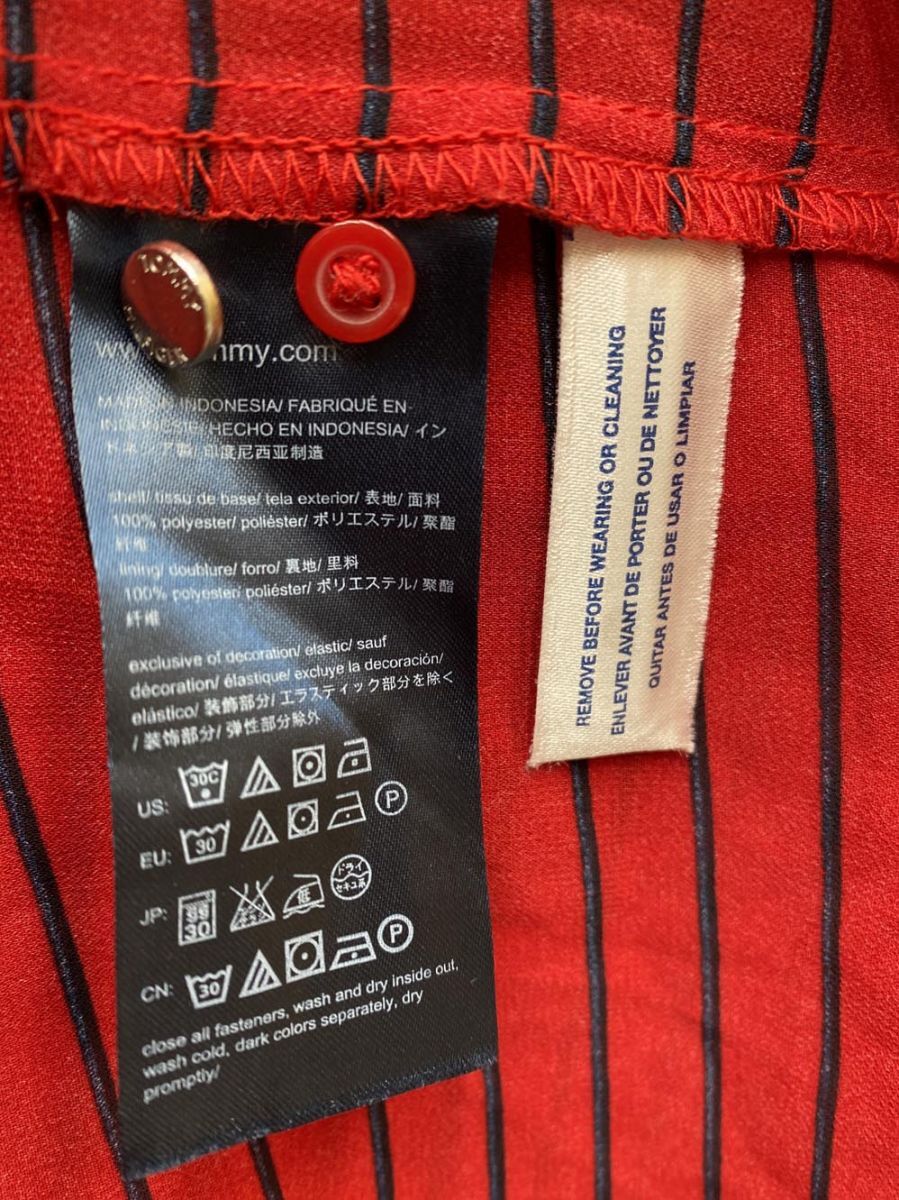 TOMMY
mmy.com
INDONESIA/ FABRIQUÉ EN
INDONÉSIE/ HECHO EN INDONESIA/ イン
ドネシア製/ 印度尼西亚制造
shell/ tissu de base/ tela exterior/ 表地/ 面料
100% polyester/ poliéster/ ポリエステル/ 聚酯
纤维
lining/ doublure/ forro/ 裏地/ 里料
100% polyester/ poliéster/ ポリエステル/ 聚酯
纤维
exclusive of decoration/ elastic/ sauf
décoration/ élastique/ excluye la decoración/
elástico/ 装飾部分/ エラスティック部分を除く
/ 装饰部分/ 弹性部分除外
US: 30C
EU: 30 P
JP: 30 低 ドライ セキユ系
CN: 30 P
close all fasteners, wash and dry inside out,
wash cold, dark colors separately, dry
promptly/
REMOVE BEFORE WEARING OR CLEANING
ENLEVER AVANT DE PORTER OU DE NETTOYER
QUITAR ANTES DE USAR O LIMPIAR